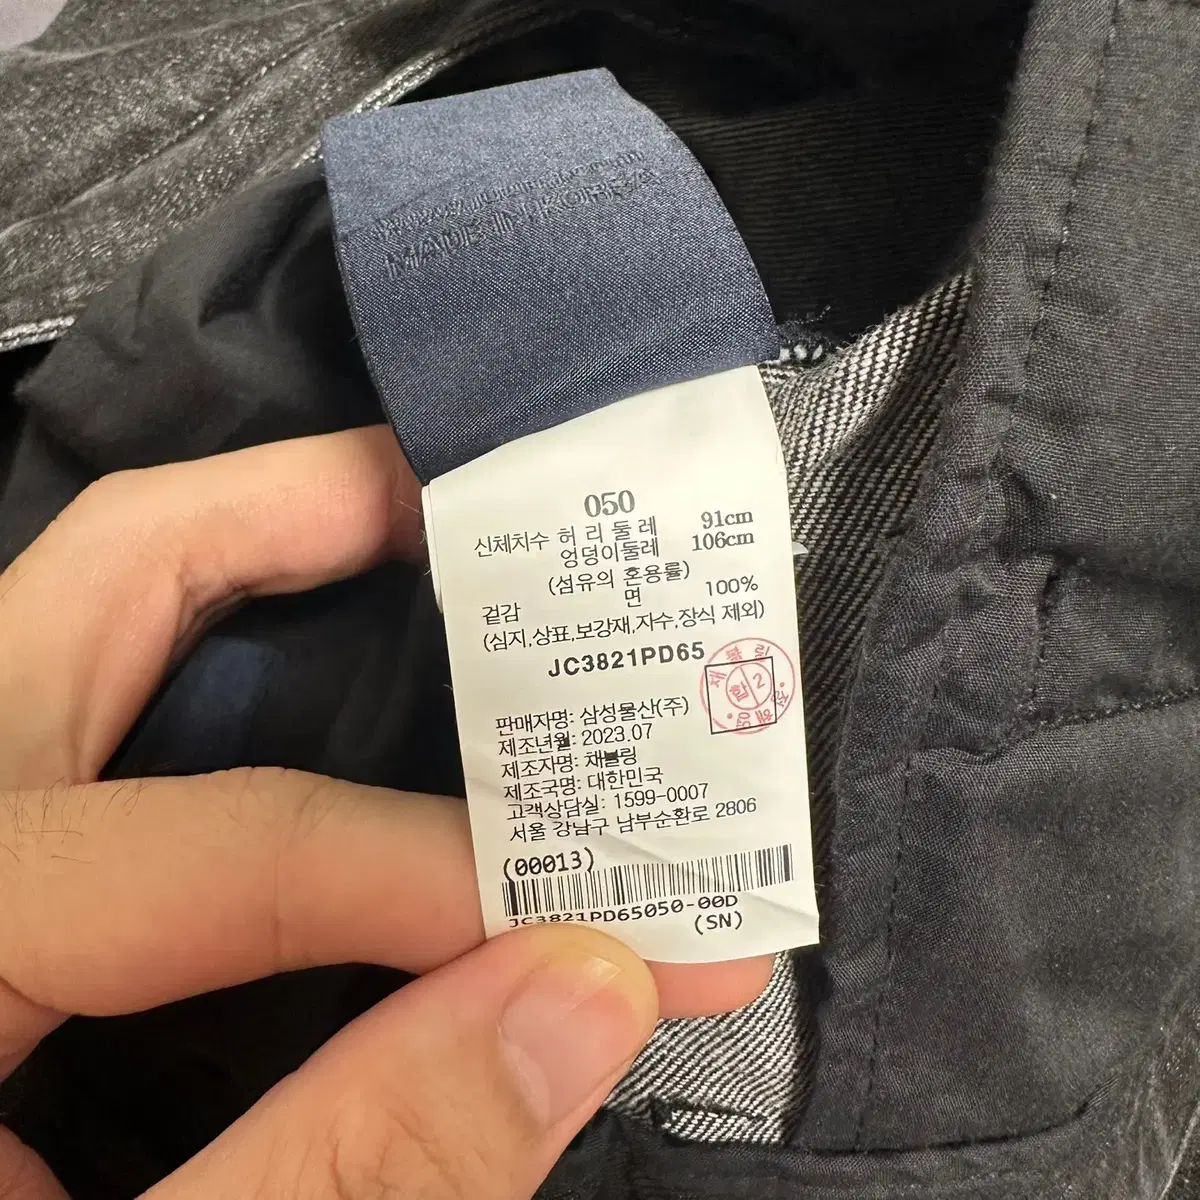 MADE IN KOREA
050
신체치수 허 리 둘 레 91cm
엉덩이둘레 106cm
(섬유의 혼용률)
겉감 면 100%
(심지,상표,보강재,자수,장식 제외)
JC3821PD65
판매자명: 삼성물산(주)
제조년월: 2023.07
제조자명: 채블링
제조국명: 대한민국
고객상담실: 1599-0007
서울 강남구 남부순환로 2806
(00013)
JC3821PD65050-00D
(SN)
합 2